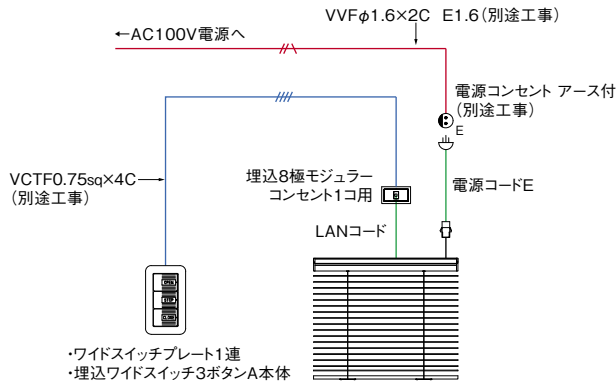 VVFφ1.6×2C E1.6(別途工事)
←AC100V電源へ
電源コンセント アース付
(別途工事)
E
VCTF0.75sq×4C
(別途工事)
埋込8極モジュラー
コンセント1コ用
電源コードE
LANコード
OPEN
STOP
CLOSE
・ワイドスイッチプレート1連
・埋込ワイドスイッチ3ボタンA本体